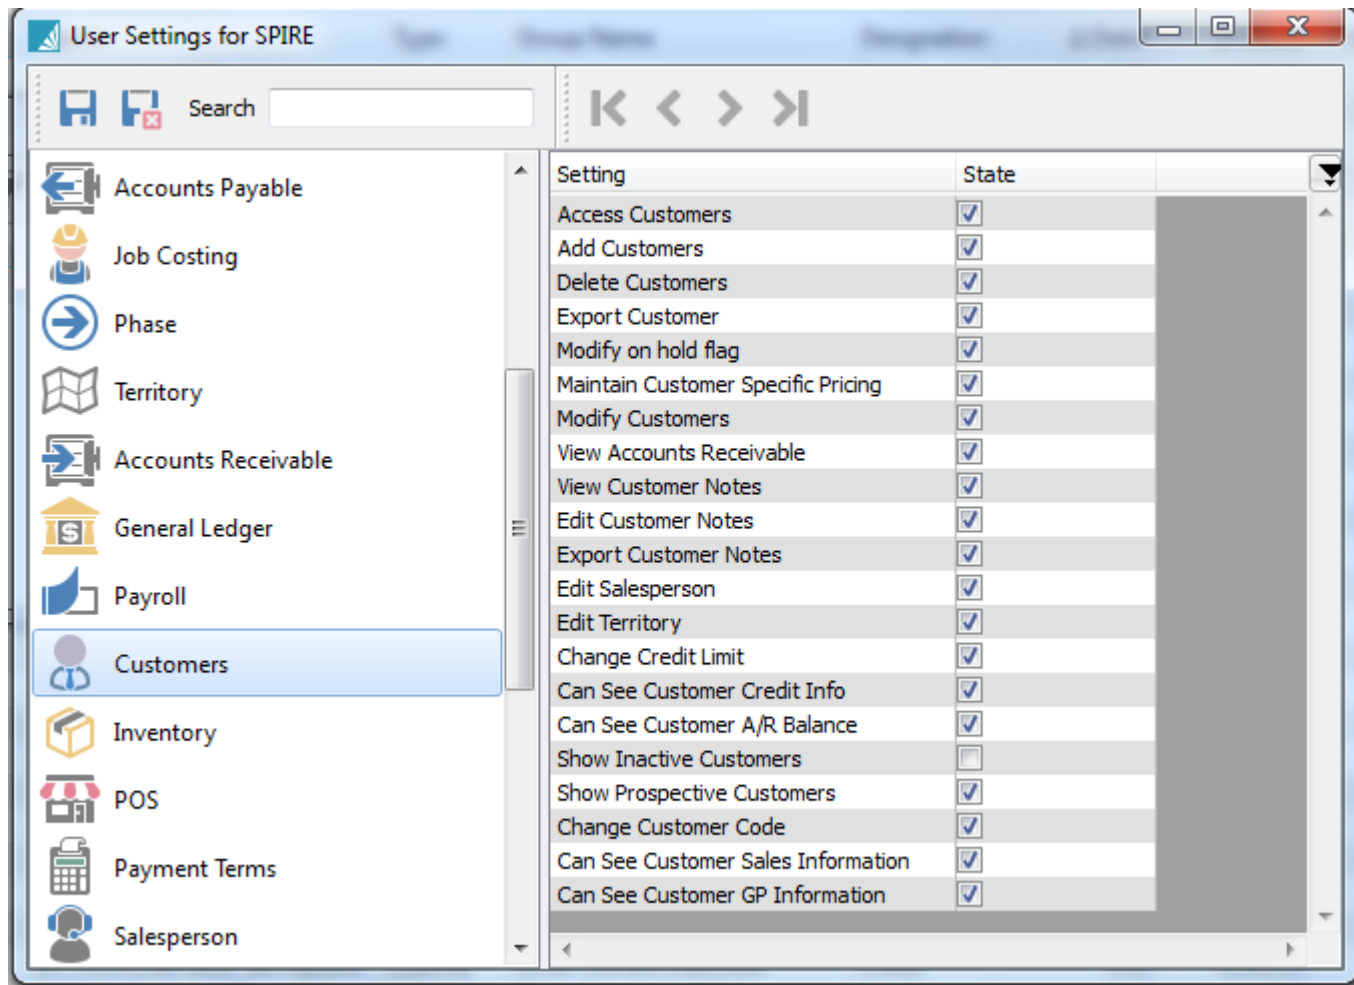 User Settings for SPIRE
Search
Accounts Payable
Job Costing
Phase
Territory
Accounts Receivable
General Ledger
Payroll
Customers
Inventory
POS
Payment Terms
Salesperson
Setting State
Access Customers
Add Customers
Delete Customers
Export Customer
Modify on hold flag
Maintain Customer Specific Pricing
Modify Customers
View Accounts Receivable
View Customer Notes
Edit Customer Notes
Export Customer Notes
Edit Salesperson
Edit Territory
Change Credit Limit
Can See Customer Credit Info
Can See Customer A/R Balance
Show Inactive Customers
Show Prospective Customers
Change Customer Code
Can See Customer Sales Information
Can See Customer GP Information